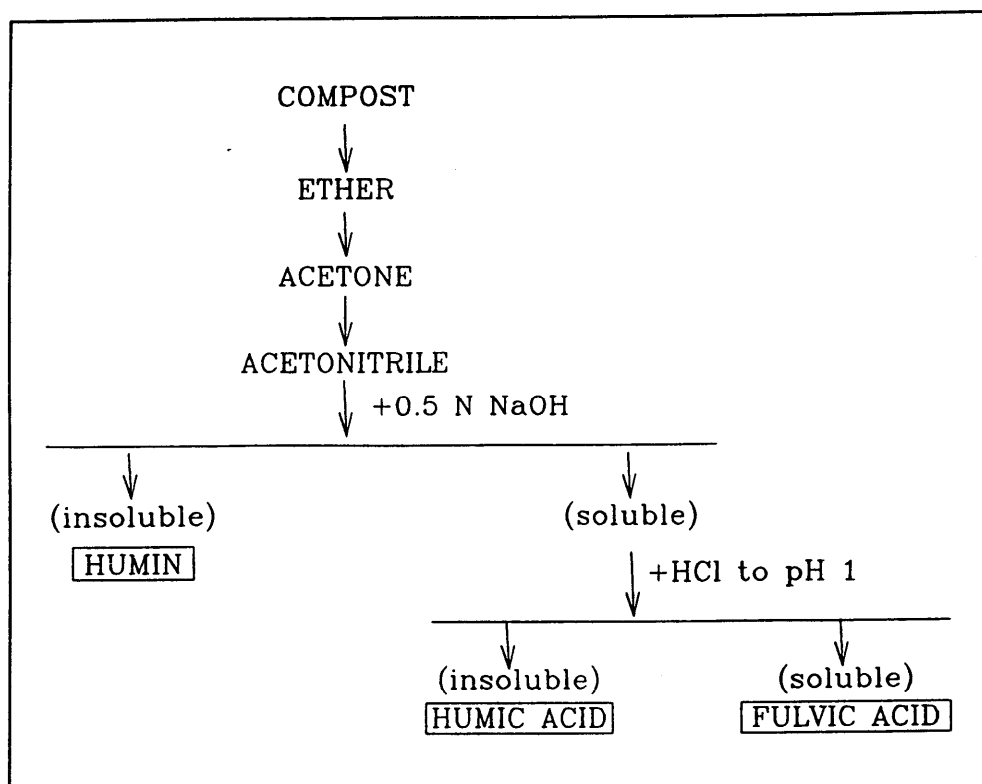 COMPOST
ETHER
ACETONE
ACETONITRILE
+0.5 N NaOH
(insoluble)
HUMIN
(soluble)
+HCl to pH 1
(insoluble)
HUMIC ACID
(soluble)
FULVIC ACID